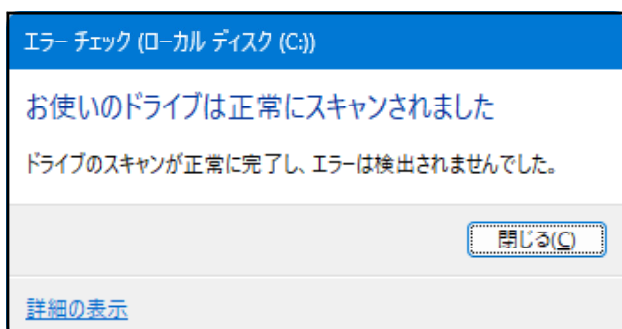 エラー チェック (ローカル ディスク (C:))
お使いのドライブは正常にスキャンされました
ドライブのスキャンが正常に完了し、エラーは検出されませんでした。
閉じる(C)
詳細の表示